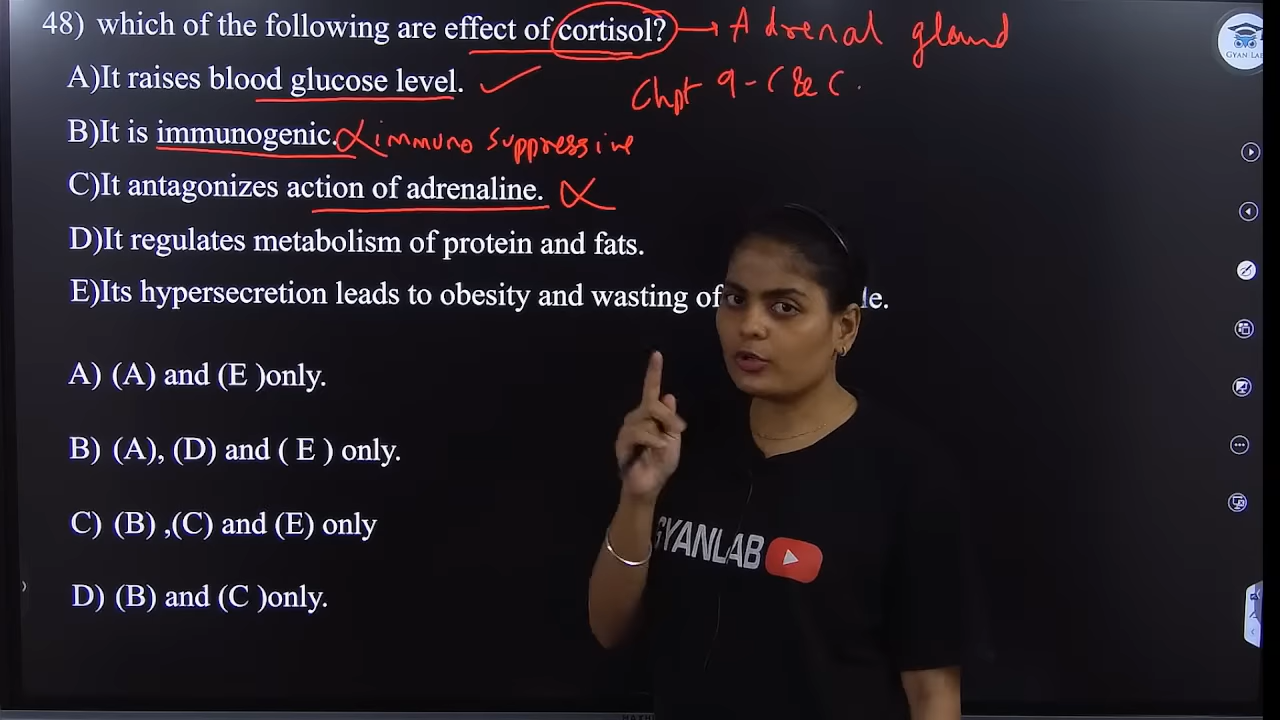 48) which of the following are effect of cortisol? → Adrenal gland
A)It raises blood glucose level. ✓
Chpt 9 - C & C.
B)It is immunogenic. immuno suppressive
C)It antagonizes action of adrenaline.
D)It regulates metabolism of protein and fats.
E)Its hypersecretion leads to obesity and wasting of
A) (A) and (E )only.
B) (A), (D) and ( E ) only.
C) (B) ,(C) and (E) only
D) (B) and (C )only.
GYAN LAB
GYANLAB